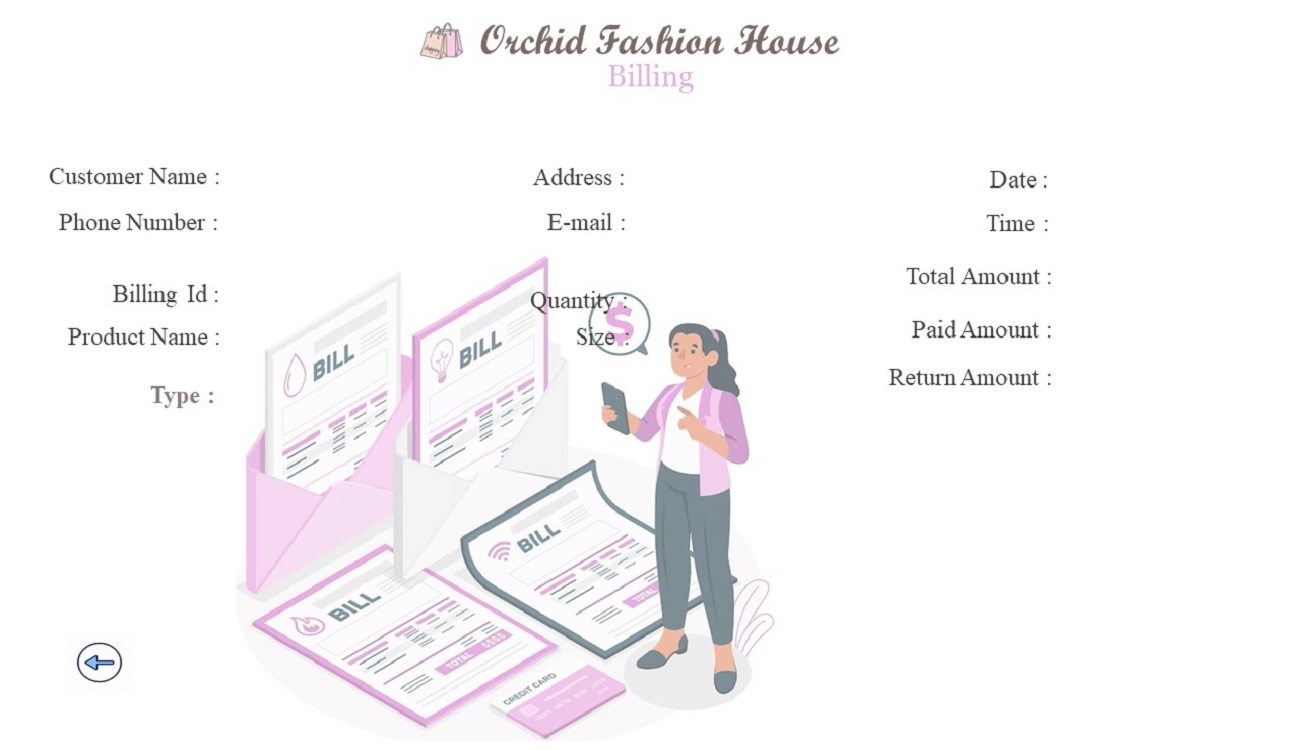 Orchid Fashion House
Billing
Customer Name :
Address :
Date :
Phone Number :
E-mail :
Time :
Total Amount :
Billing Id :
Quantity :
Product Name :
Size :
Paid Amount :
Return Amount :
Type :
$
BILL
BILL
BILL
TOTAL
BILL
TOTAL
CREDIT CARD